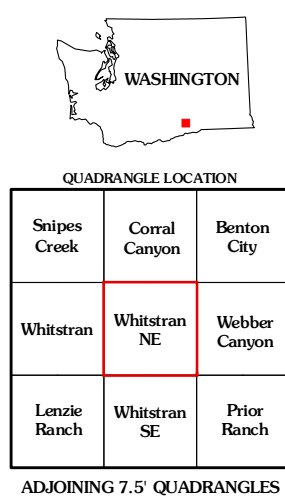 WASHINGTON
QUADRANGLE LOCATION
Snipes
Creek
Corral
Canyon
Benton
City
Whitstran
Whitstran
NE
Webber
Canyon
Lenzie
Ranch
Whitstran
SE
Prior
Ranch
ADJOINING 7.5' QUADRANGLES